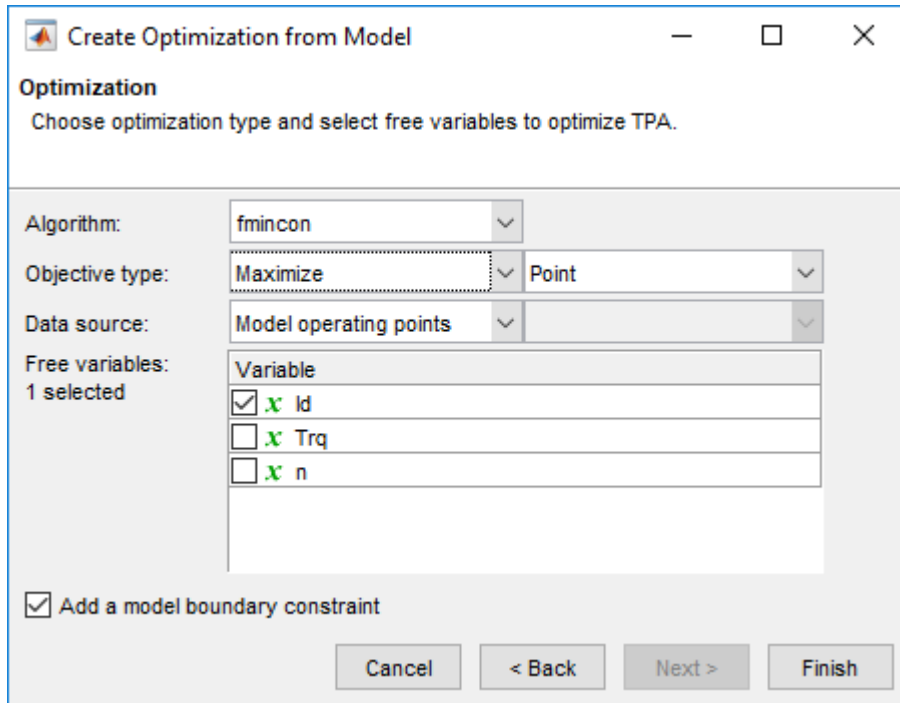 Create Optimization from Model
Optimization
Choose optimization type and select free variables to optimize TPA.
Algorithm: fmincon
Objective type: Maximize Point
Data source: Model operating points
Free variables:
1 selected
Variable
x Id
x Trq
x n
Add a model boundary constraint
Cancel < Back Next > Finish